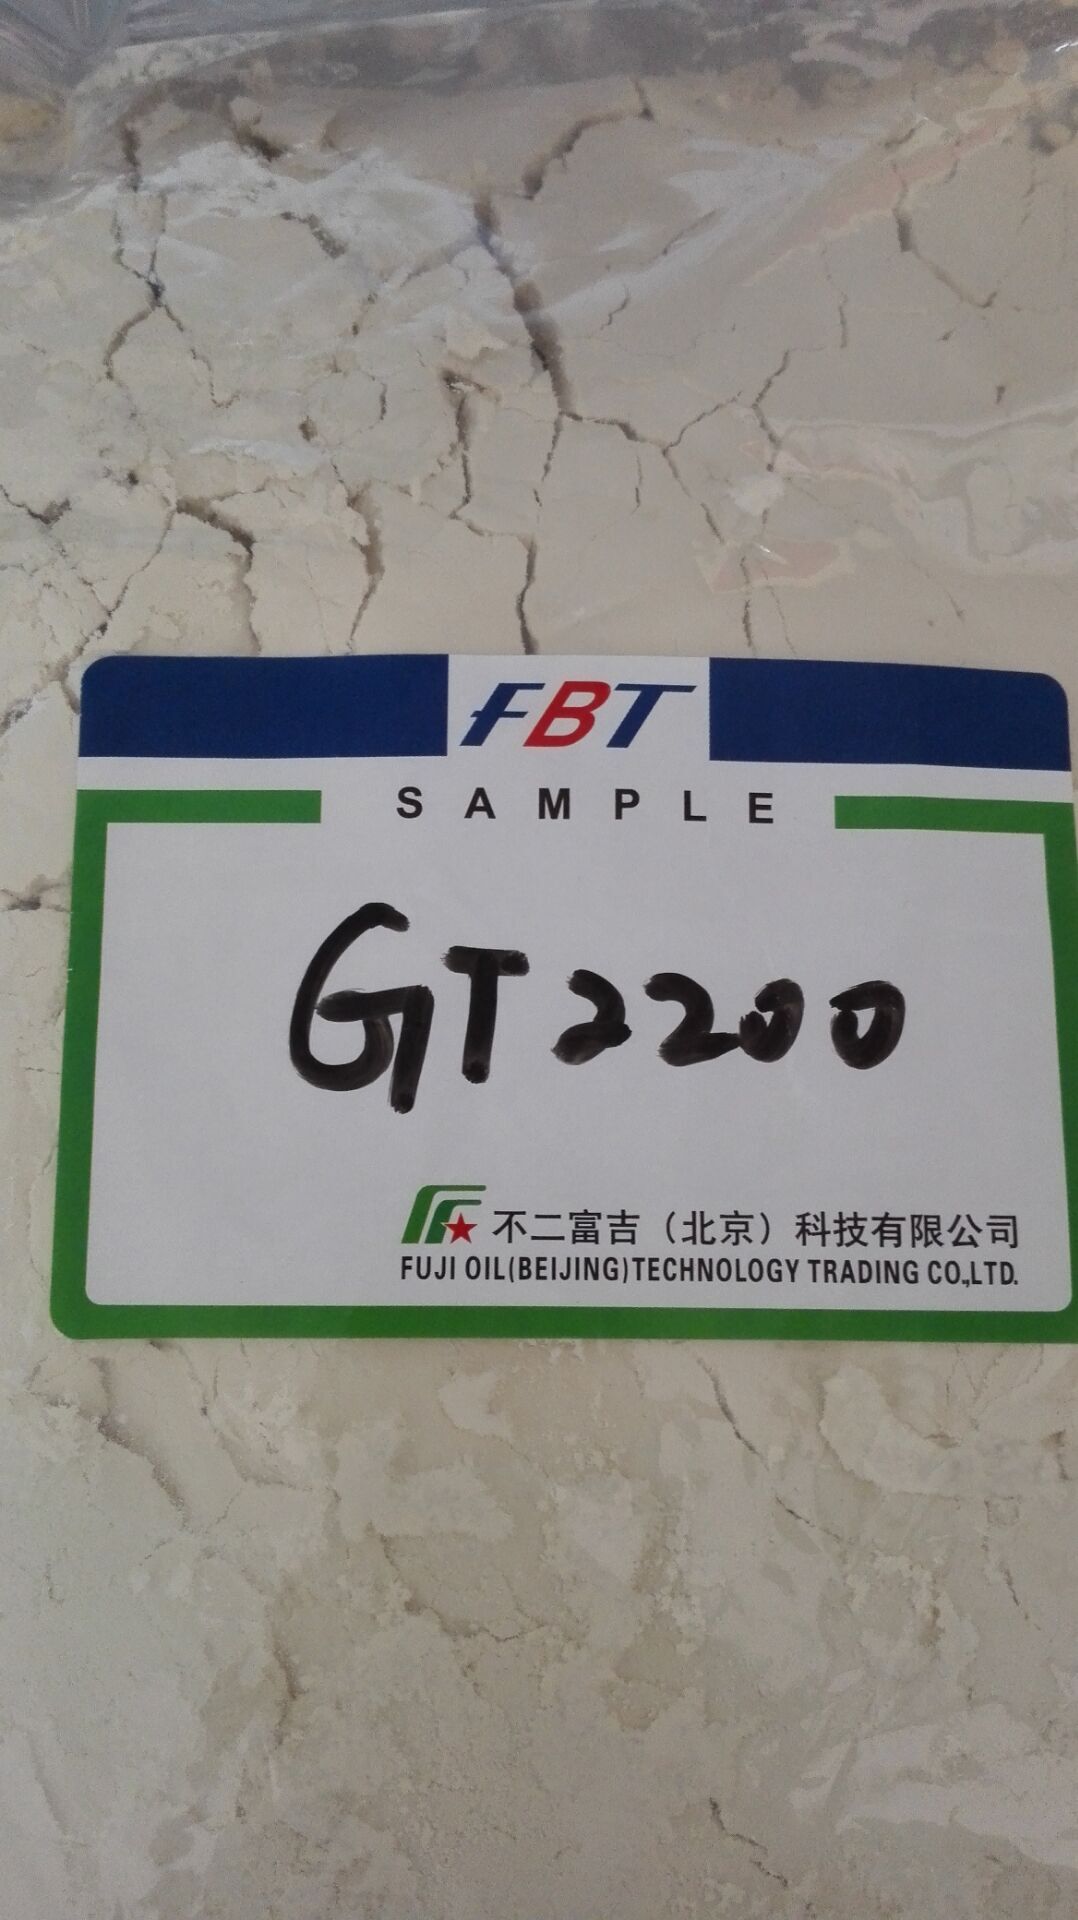 FBT
SAMPLE
GT2200
不二富吉（北京）科技有限公司
FUJI OIL(BEIJING)TECHNOLOGY TRADING CO.,LTD.